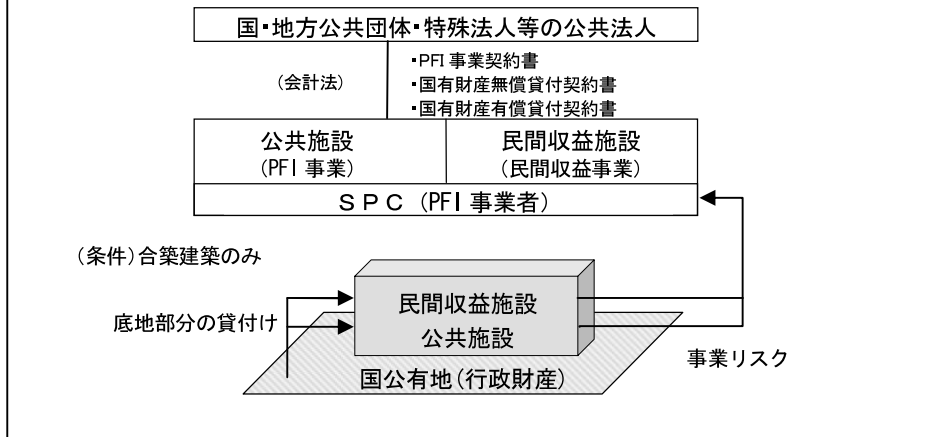 国・地方公共団体・特殊法人等の公共法人
(会計法)
・PFI 事業契約書
・国有財産無償貸付契約書
・国有財産有償貸付契約書
公共施設
(PFI 事業)
民間収益施設
(民間収益事業)
ＳＰＣ (PFI 事業者)
(条件)合築建築のみ
底地部分の貸付け
民間収益施設
公共施設
国公有地(行政財産)
事業リスク